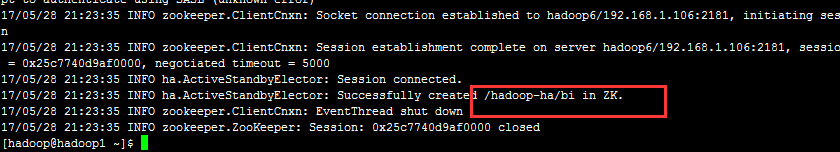 pt to authenticate using SASL (unknown error)
17/05/28 21:23:35 INFO zookeeper.ClientCnxn: Socket connection established to hadoop6/192.168.1.106:2181, initiating ses
n
17/05/28 21:23:35 INFO zookeeper.ClientCnxn: Session establishment complete on server hadoop6/192.168.1.106:2181, sessio
= 0x25c7740d9af0000, negotiated timeout = 5000
17/05/28 21:23:35 INFO ha.ActiveStandbyElector: Session connected.
17/05/28 21:23:35 INFO ha.ActiveStandbyElector: Successfully created /hadoop-ha/bi in ZK.
17/05/28 21:23:35 INFO zookeeper.ClientCnxn: EventThread shut down
17/05/28 21:23:35 INFO zookeeper.ZooKeeper: Session: 0x25c7740d9af0000 closed
[hadoop@hadoop1 ~]$